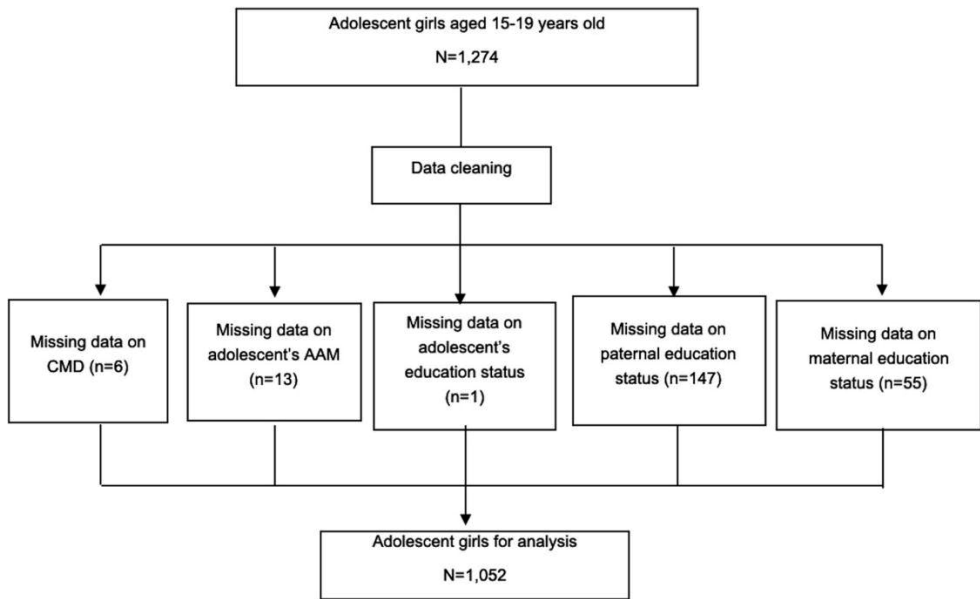 Adolescent girls aged 15-19 years old
N=1,274
Data cleaning
Missing data on
CMD (n=6)
Missing data on
adolescent's AAM
(n=13)
Missing data on
adolescent's
education status
(n=1)
Missing data on
paternal education
status (n=147)
Missing data on
maternal education
status (n=55)
Adolescent girls for analysis
N=1,052